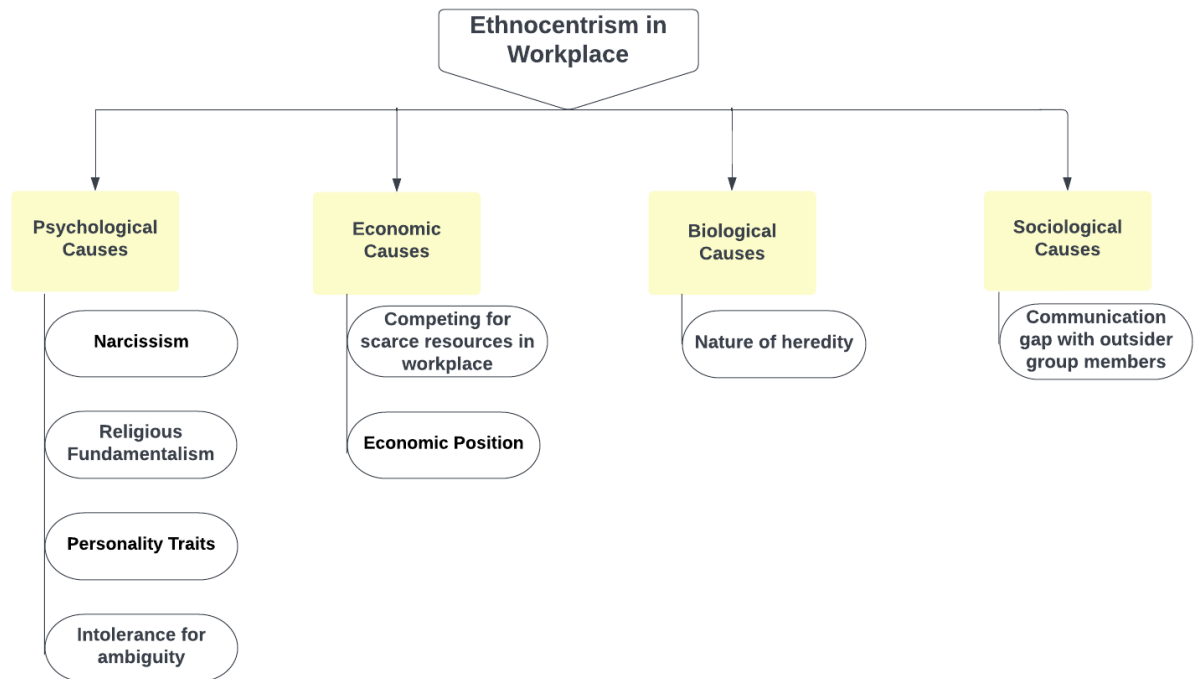 Ethnocentrism in
Workplace
Psychological
Causes
Economic
Causes
Biological
Causes
Sociological
Causes
Narcissism
Religious
Fundamentalism
Personality Traits
Intolerance for
ambiguity
Competing for
scarce resources in
workplace
Economic Position
Nature of heredity
Communication
gap with outsider
group members